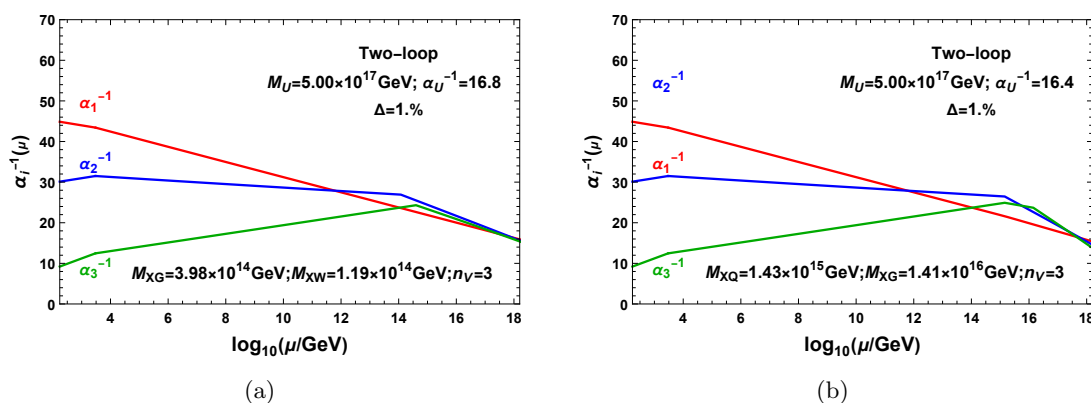 Two-loop
M_U=5.00×10^17GeV; α_U^-1=16.8
Δ=1.%
α_1^-1
α_2^-1
α_3^-1
M_XG=3.98×10^14GeV;M_XW=1.19×10^14GeV;n_V=3
α_i^-1(μ)
70
60
50
40
30
20
10
0
4 6 8 10 12 14 16 18
log_10(μ/GeV)
(a)
Two-loop
M_U=5.00×10^17GeV; α_U^-1=16.4
Δ=1.%
α_2^-1
α_1^-1
α_3^-1
M_XQ=1.43×10^15GeV;M_XG=1.41×10^16GeV;n_V=3
α_i^-1(μ)
70
60
50
40
30
20
10
0
4 6 8 10 12 14 16 18
log_10(μ/GeV)
(b)